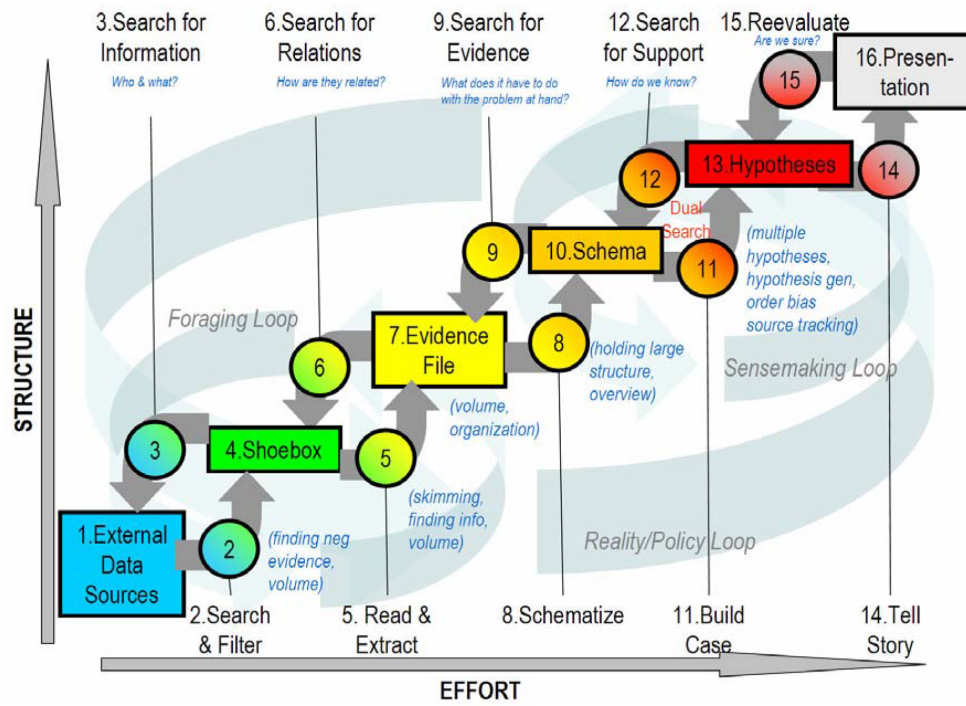 3.Search for
Information
Who & what?
6.Search for
Relations
How are they related?
9.Search for
Evidence
What does it have to do
with the problem at hand?
12.Search
for Support
How do we know?
15.Reevaluate
Are we sure?
15
16.Presen-
tation
12
13.Hypotheses
14
Dual
Search
9
10.Schema
11
(multiple
hypotheses,
hypothesis gen,
order bias
source tracking)
Foraging Loop
6
7.Evidence
File
8
(holding large
structure,
overview)
Sensemaking Loop
(volume,
organization)
3
4.Shoebox
5
(skimming,
finding info,
volume)
1.External
Data
Sources
2
(finding neg
evidence,
volume)
Reality/Policy Loop
2.Search
& Filter
5. Read &
Extract
8.Schematize
11.Build
Case
14.Tell
Story
STRUCTURE
EFFORT